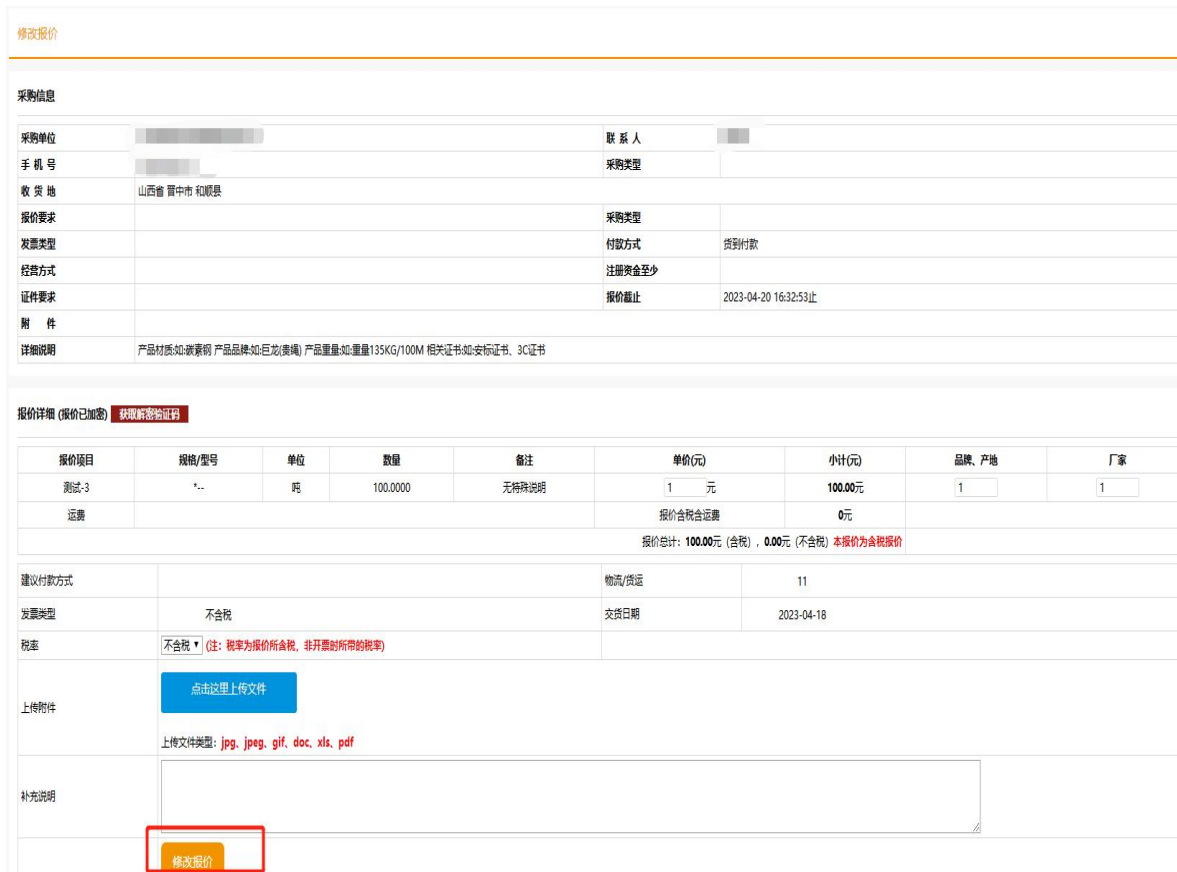 修改报价
采购信息
采购单位 联 系 人
手 机 号 采购类型
收 货 地 山西省 晋中市 和顺县
报价要求 采购类型
发票类型 付款方式 货到付款
经营方式 注册资金至少
证件要求 报价截止 2023-04-20 16:32:53止
附 件
详细说明 产品材质:如:碳素钢 产品品牌:如:巨龙(贵绳) 产品重量:如:重量135KG/100M 相关证书:如:安标证书、3C证书
报价详细 (报价已加密) 获取解密验证码
报价项目 规格/型号 单位 数量 备注 单价(元) 小计(元) 品牌、产地 厂家
测试-3 *-- 吨 100.0000 无特殊说明 1 元 100.00元 1 1
运费 报价含税含运费 0元
报价总计：100.00元（含税）, 0.00元（不含税）本报价为含税报价
建议付款方式 物流/货运 11
发票类型 不含税 交货日期 2023-04-18
税率 不含税 (注：税率为报价所含税，非开票时所带的税率)
点击这里上传文件
上传附件
上传文件类型：jpg、jpeg、gif、doc、xls、pdf
补充说明
修改报价